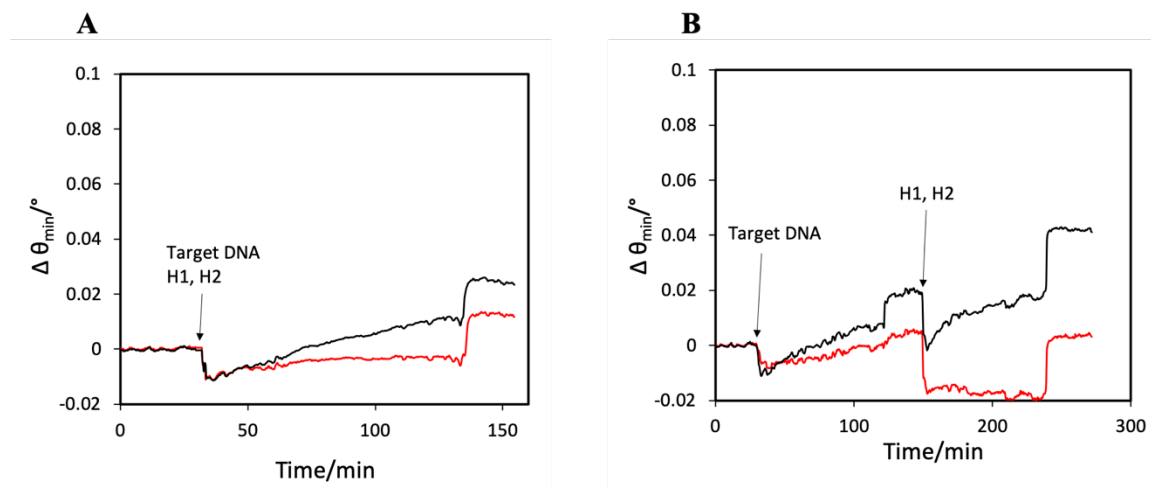 A
0.1
0.08
0.06
0.04
0.02
0
-0.02
Δ θmin/°
Target DNA
H1, H2
0
50
100
150
Time/min
B
0.1
0.08
0.06
0.04
0.02
0
-0.02
Δ θmin/°
Target DNA
H1, H2
0
100
200
300
Time/min